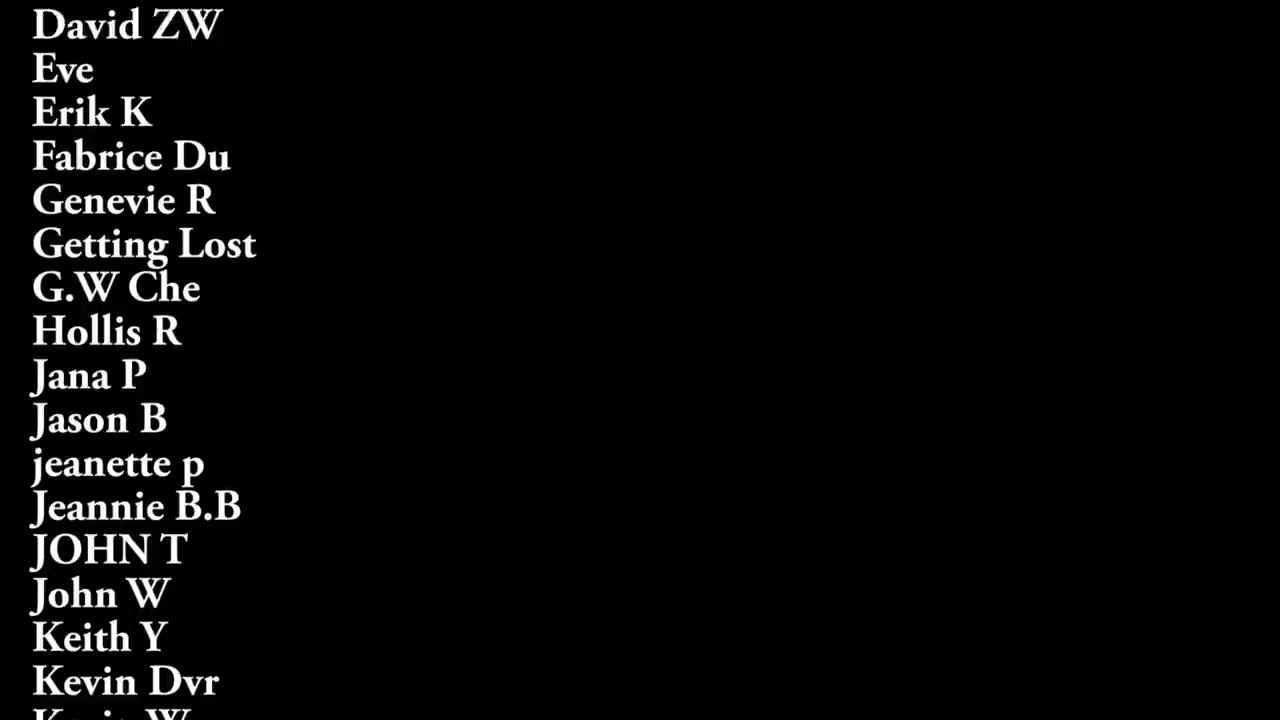 David ZW
Eve
Erik K
Fabrice Du
Genevie R
Getting Lost
G.W Che
Hollis R
Jana P
Jason B
jeanette p
Jeannie B.B
JOHN T
John W
Keith Y
Kevin Dvr